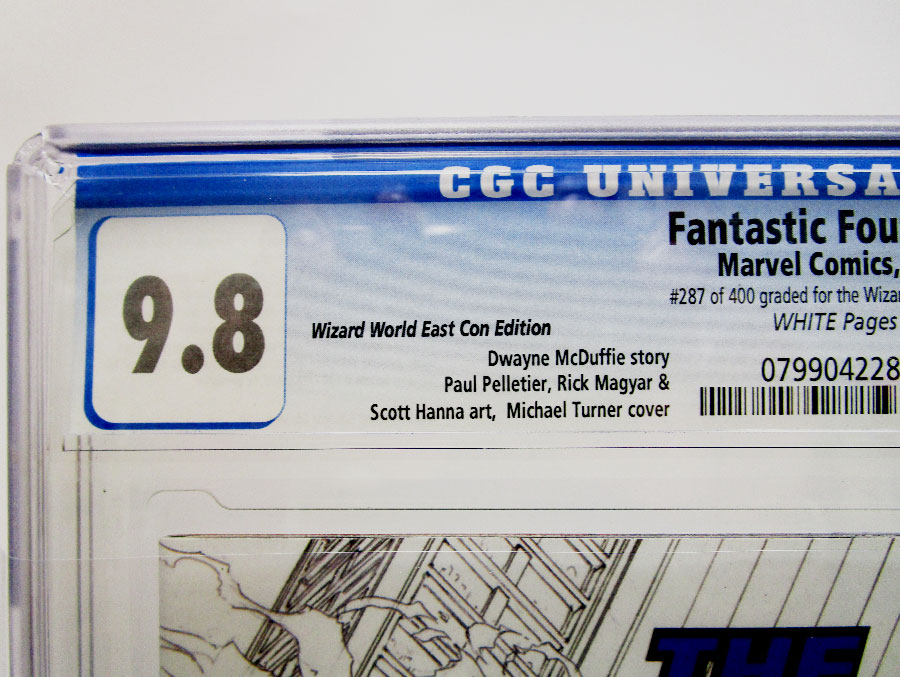 CGC UNIVERSA
9.8
Fantastic Fou
Marvel Comics,
#287 of 400 graded for the Wizar
WHITE Pages
Wizard World East Con Edition
Dwayne McDuffie story
Paul Pelletier, Rick Magyar &
Scott Hanna art, Michael Turner cover
079904228
THE